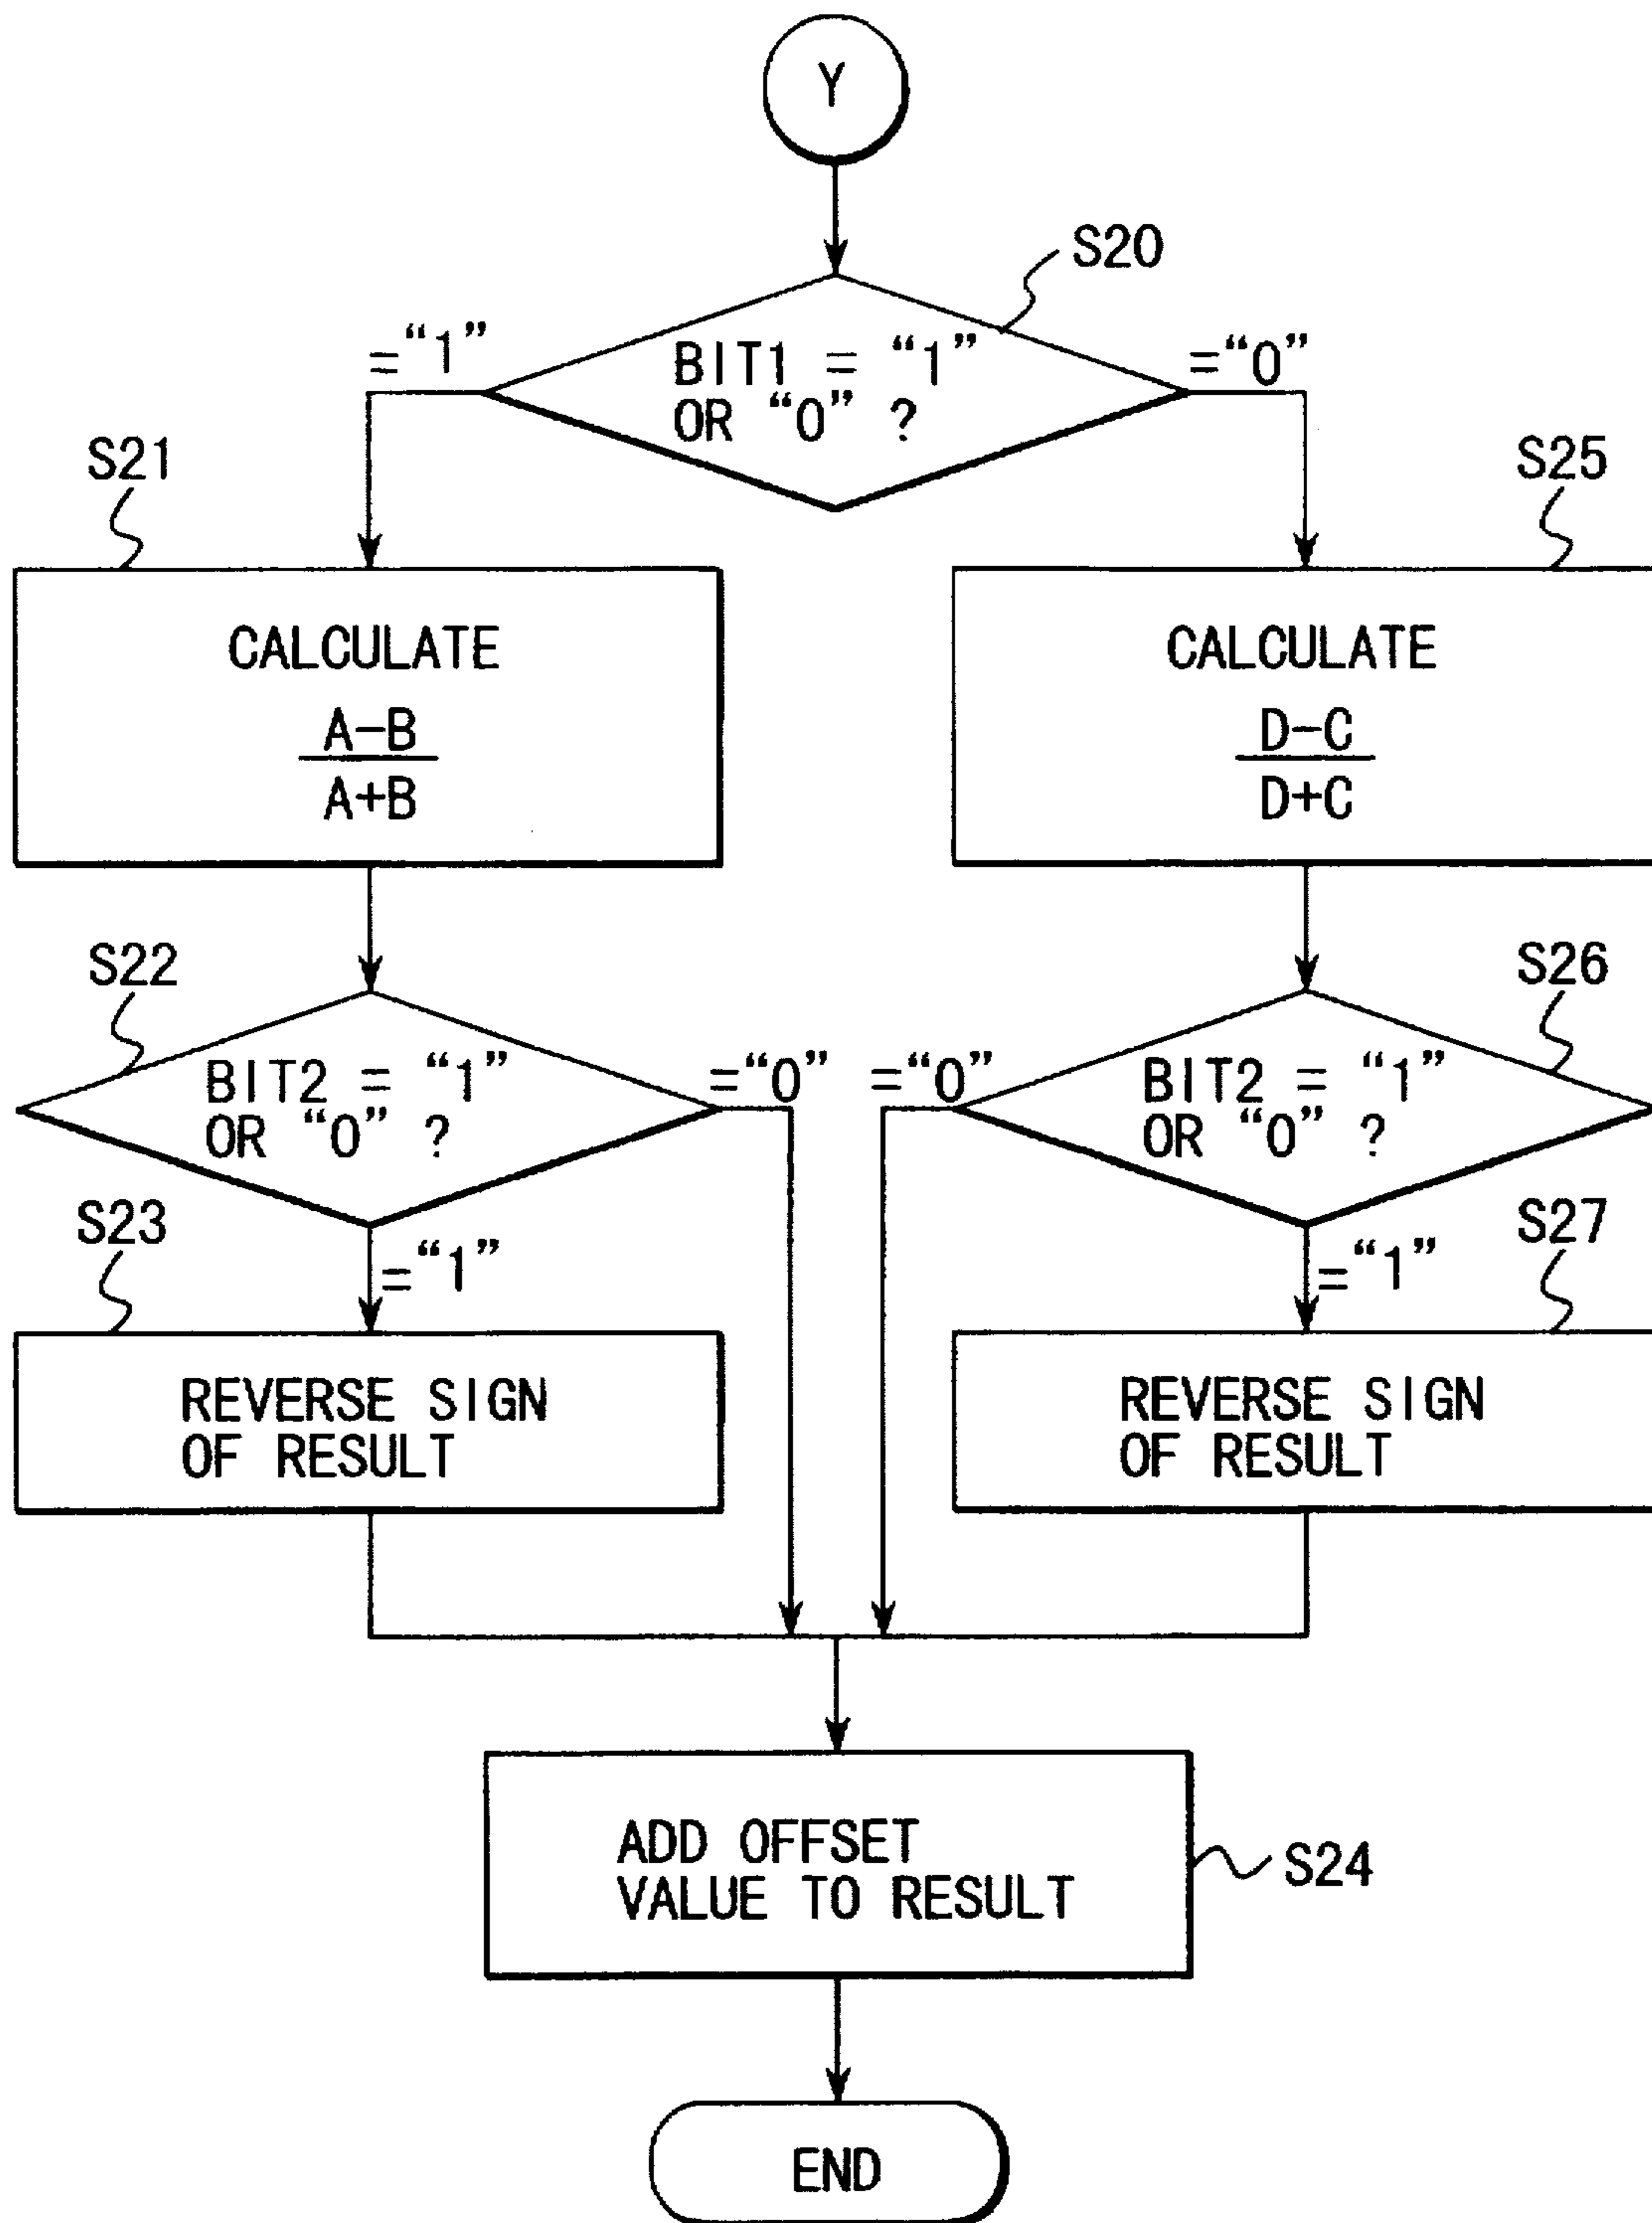 Y
S20
="1"
BIT1 = "1"
OR "0" ?
="0"
S21
S25
CALCULATE
A-B
A+B
CALCULATE
D-C
D+C
S22
S26
BIT2 = "1"
OR "0" ?
="0"
="0"
BIT2 = "1"
OR "0" ?
S23
="1"
S27
="1"
REVERSE SIGN
OF RESULT
REVERSE SIGN
OF RESULT
ADD OFFSET
VALUE TO RESULT
S24
END